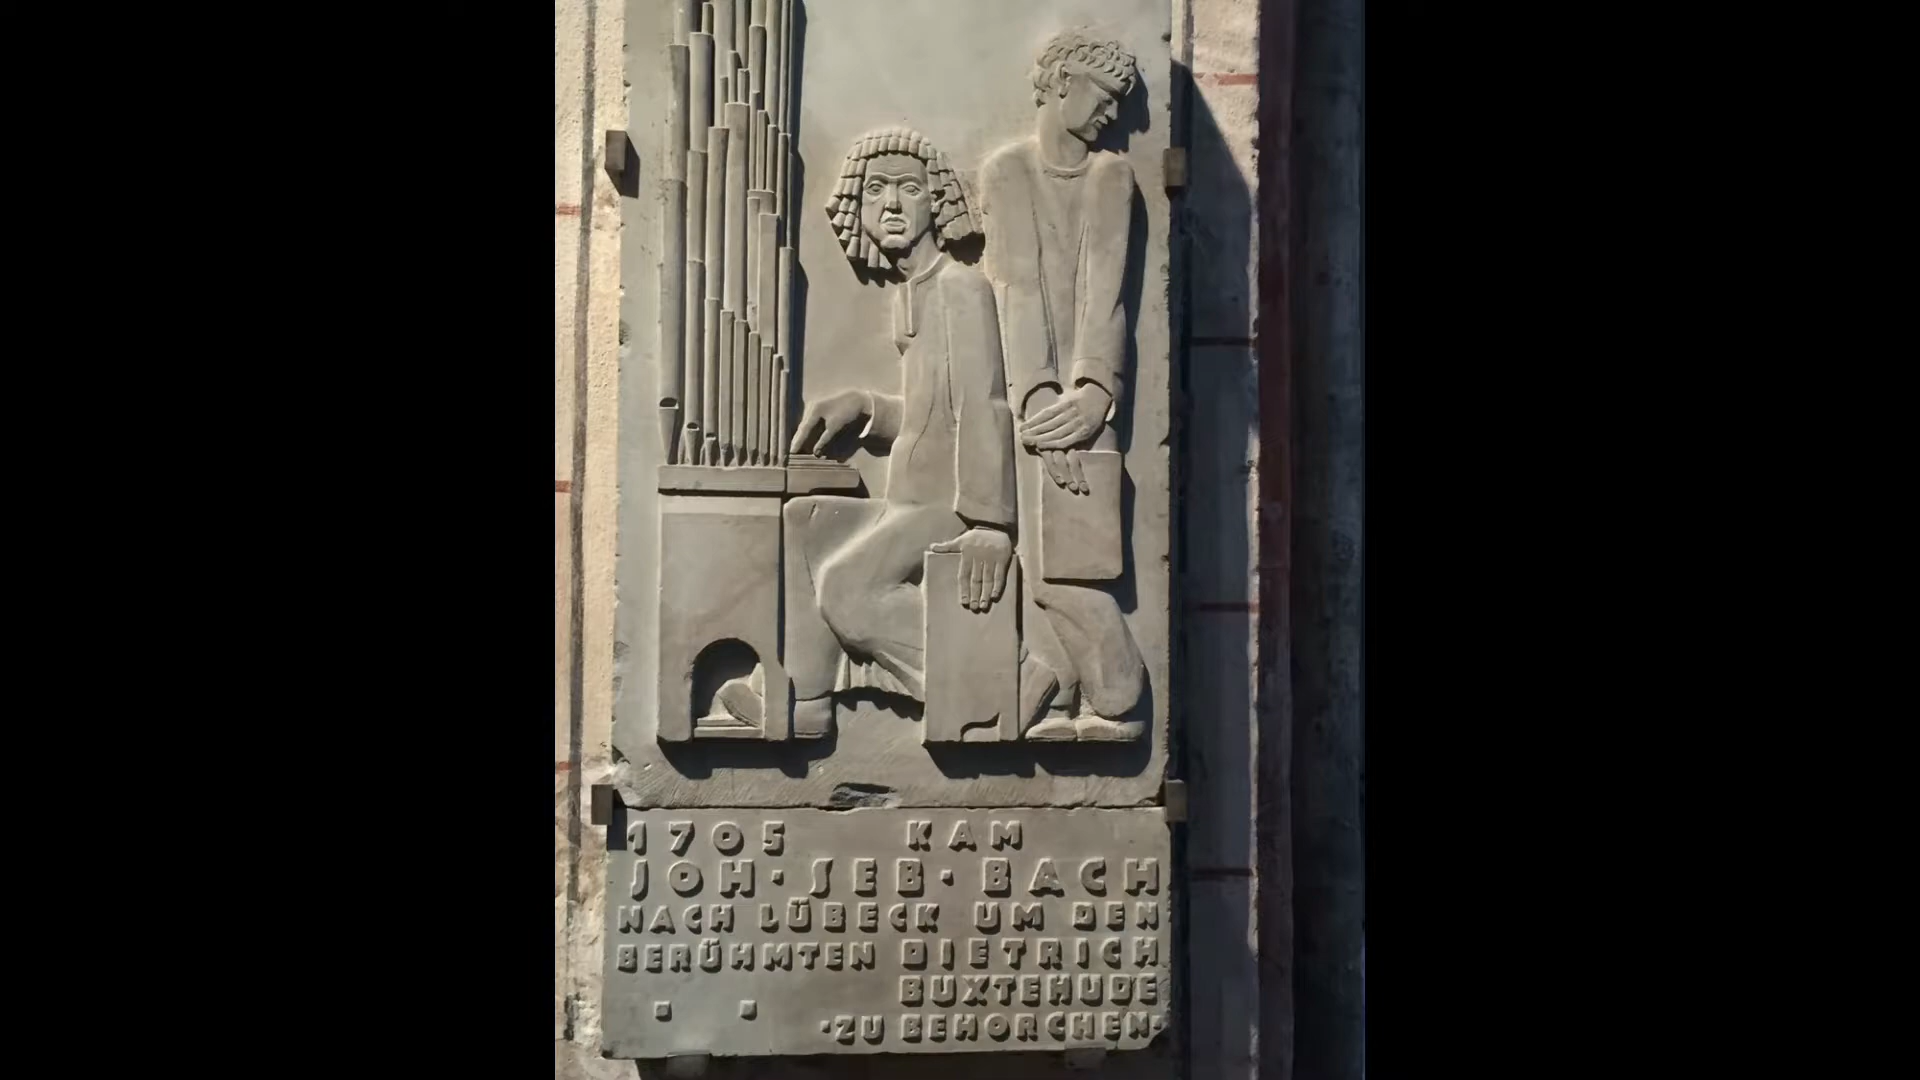 1705 KAM
JOH·SEB·BACH
NACH LÜBECK UM DEN
BERÜHMTEN DIETRICH
BUXTEHUDE
·ZU BEHORCHEN·